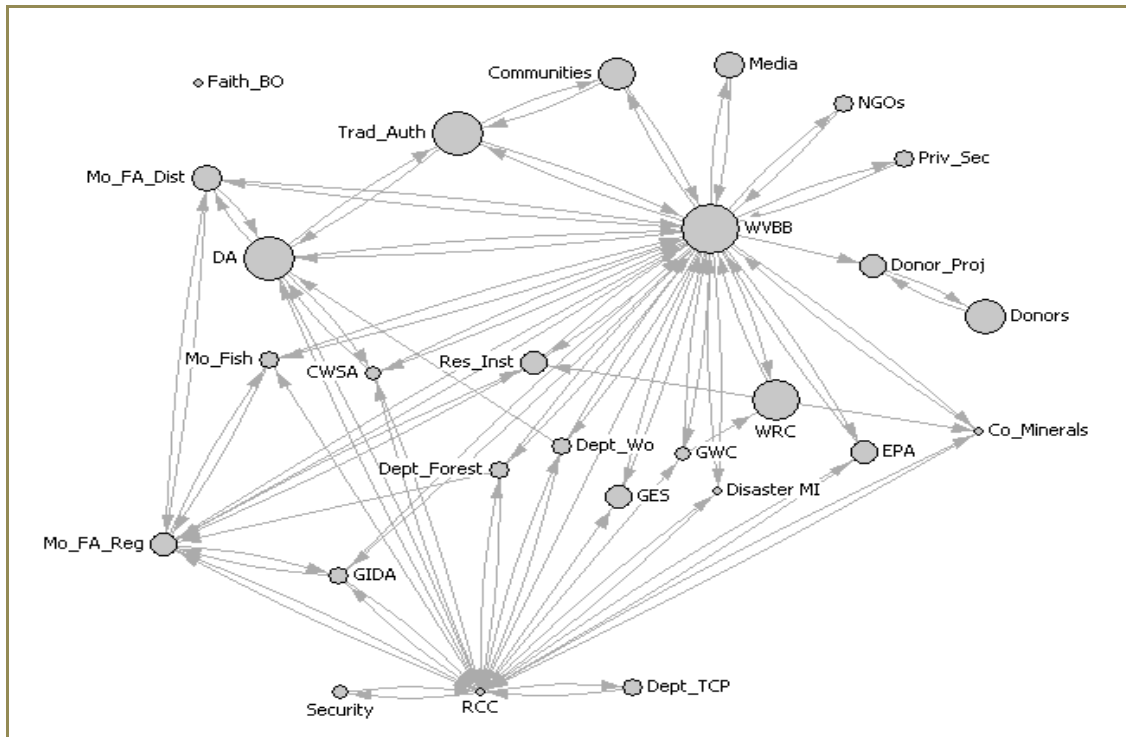 Communities
Media
Faith_BO
NGOs
Trad_Auth
Priv_Sec
Mo_FA_Dist
WVBB
DA
Donor_Proj
Donors
Mo_Fish
CWSA
Res_Inst
WRC
Co_Minerals
Dept_Wo
GWC
EPA
Dept_Forest
GES
Disaster MI
Mo_FA_Reg
GIDA
Security
RCC
Dept_TCP